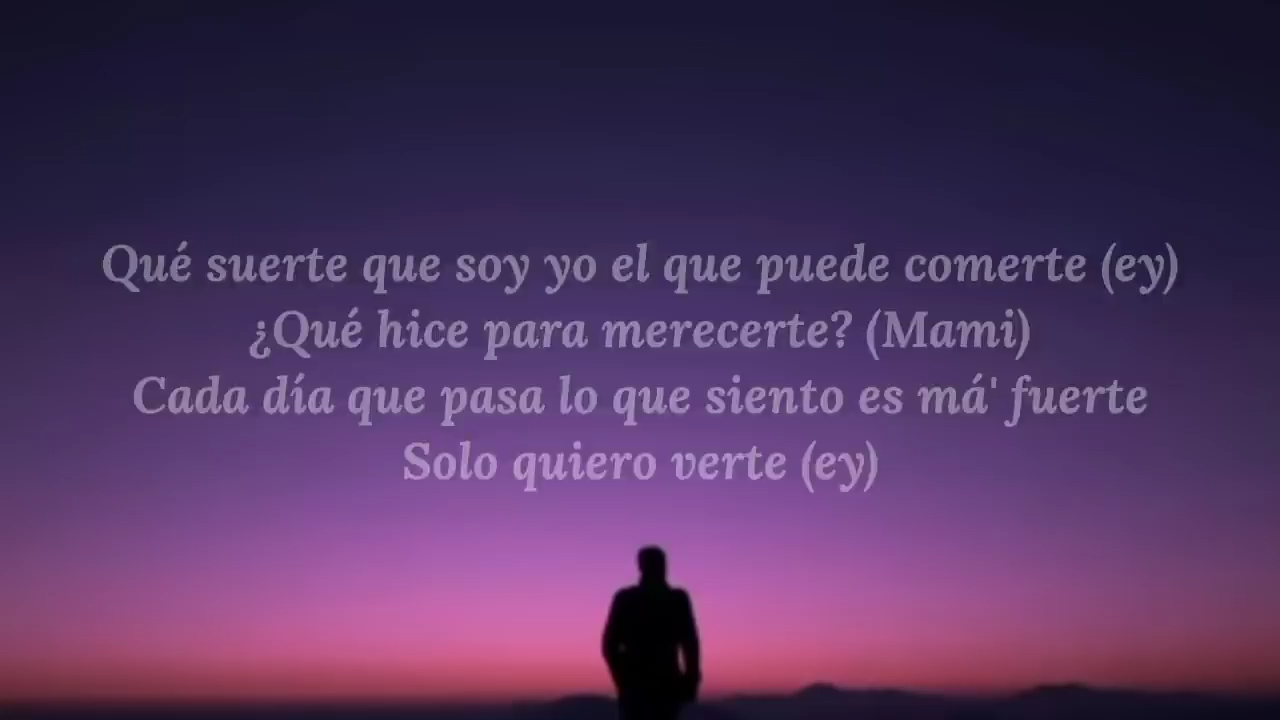 Qué suerte que soy yo el que puede comerte (ey)
¿Qué hice para merecerte? (Mami)
Cada día que pasa lo que siento es má' fuerte
Solo quiero verte (ey)